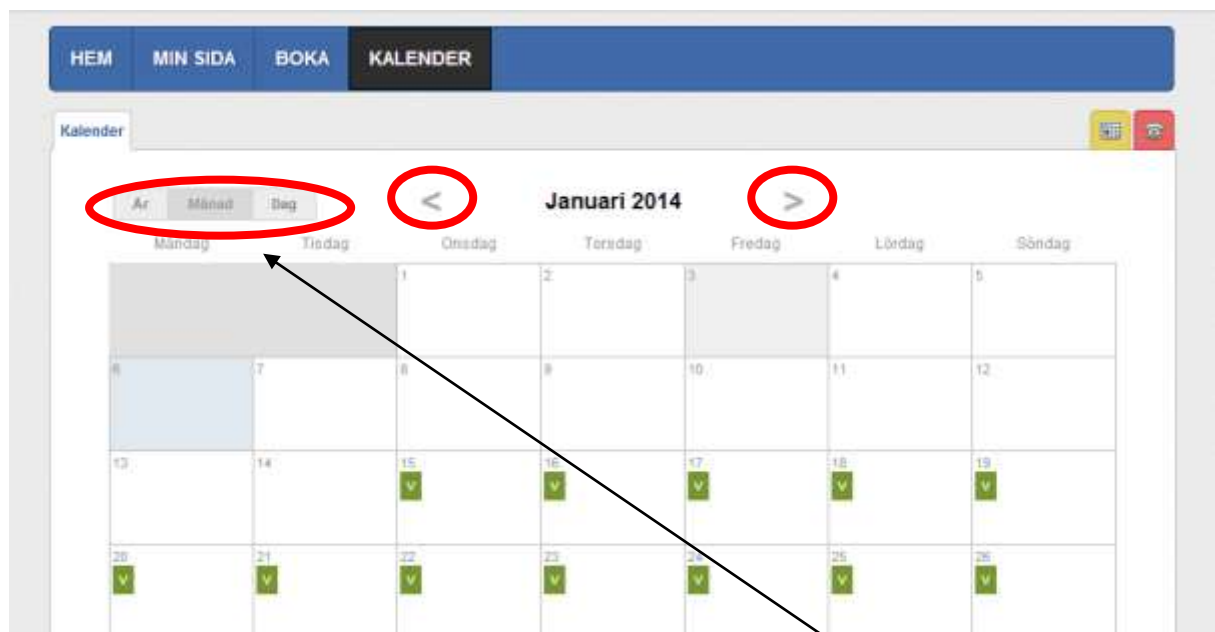 HEM MIN SIDA BOKA KALENDER
Kalender
År Månad Dag < Januari 2014 >
Måndag Tisdag Onsdag Torsdag Fredag Lördag Söndag
1 2 3 4 5
6 7 8 9 10 11 12
13 14 15 16 17 18 19
V V V V V
20 21 22 23 24 25 26
V V V V V V V